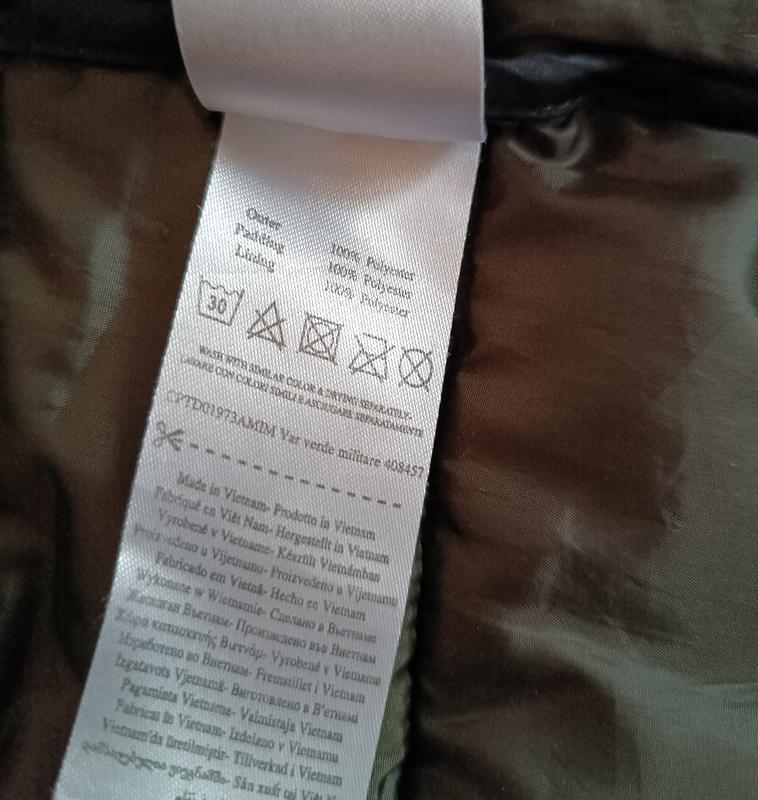 Outer 100% Polyester
Padding 100% Polyester
Lining 100% Polyester
30
WASH WITH SIMILAR COLOR & DRYING SEPARATELY.
LAVARE CON COLORI SIMILI E ASCIUGARE SEPARATAMENTE
CPTD01973AMIM Var verde militare 408457
Made in Vietnam- Prodotto in Vietnam
Fabriqué en Viêt Nam- Hergestellt in Vietnam
Vyrobené v Vietname- Készült Vietnámban
Proizvedeno u Vijetnamu- Proizvedeno u Vijetnamu
Fabricado em Vietnã- Hecho en Vietnam
Wykonane w Wietnamie- Сделано в Вьетнаме
Вьетнам- Произведено във Виетнам
Χώρα κατασκευής Βιετνάμ- Vyrobené v Vietname
Изработено во Виетнам- Fremstillet i Vietnam
Izgatavots Vjetnamā- Виготовлено в В'єтнамі
Pagaminta Vietname- Valmistaja Vietnam
Fabricat în Vietnam- Izdelano v Vietnamu
Vietnam'da üretilmiştir- Tillverkad i Vietnam
Sản xuất tại Việt